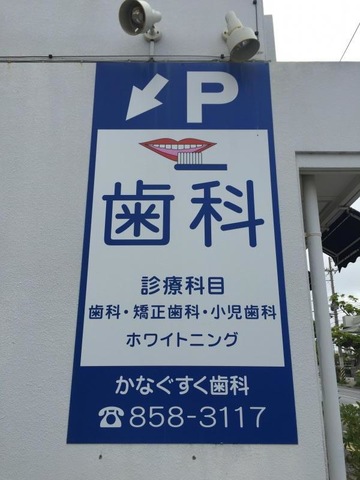 P
歯科
診療科目
歯科・矯正歯科・小児歯科
ホワイトニング
かなぐすく歯科
☎858-3117